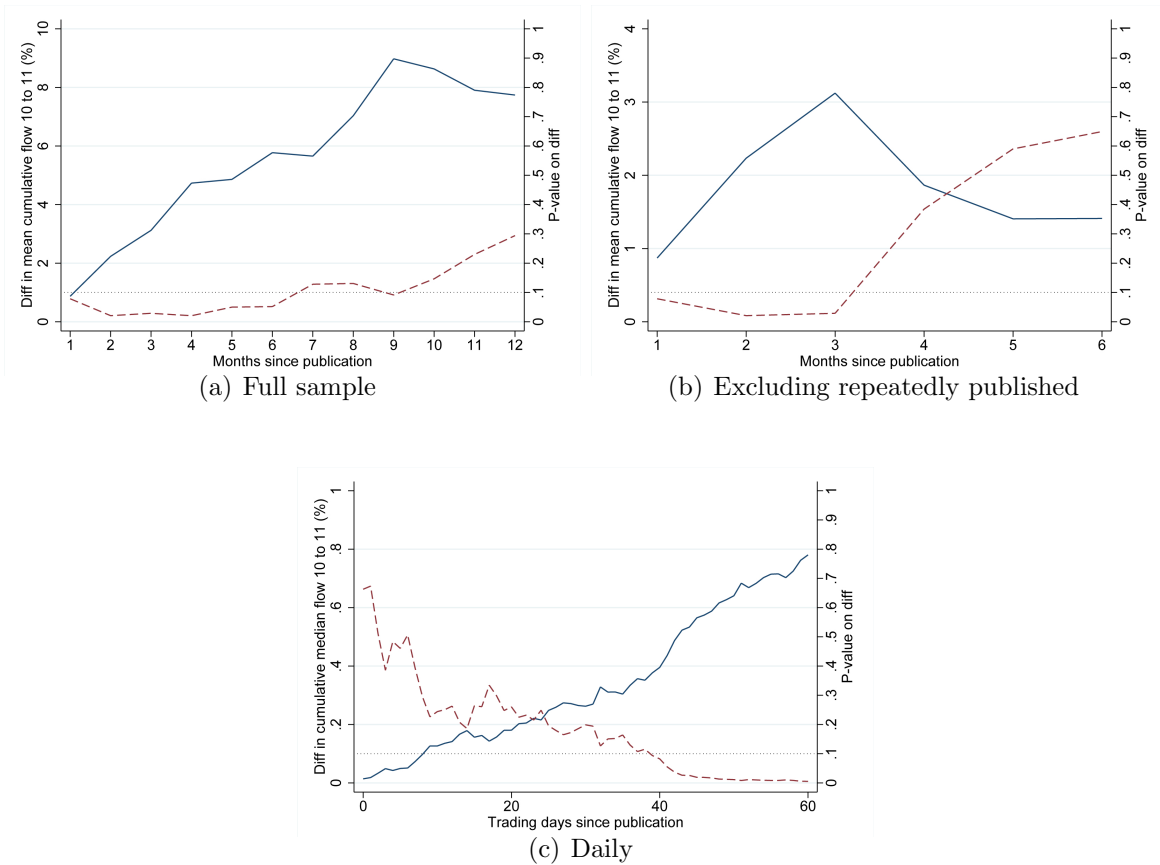 Diff in mean cumulative flow 10 to 11 (%)
0 2 4 6 8 10
P-value on diff
0 .1 .2 .3 .4 .5 .6 .7 .8 .9 1
1 2 3 4 5 6 7 8 9 10 11 12
Months since publication
(a) Full sample
Diff in mean cumulative flow 10 to 11 (%)
0 1 2 3 4
P-value on diff
0 .1 .2 .3 .4 .5 .6 .7 .8 .9 1
1 2 3 4 5 6
Months since publication
(b) Excluding repeatedly published
Diff in cumulative median flow 10 to 11 (%)
0 .2 .4 .6 .8 1
P-value on diff
0 .1 .2 .3 .4 .5 .6 .7 .8 .9 1
0 20 40 60
Trading days since publication
(c) Daily